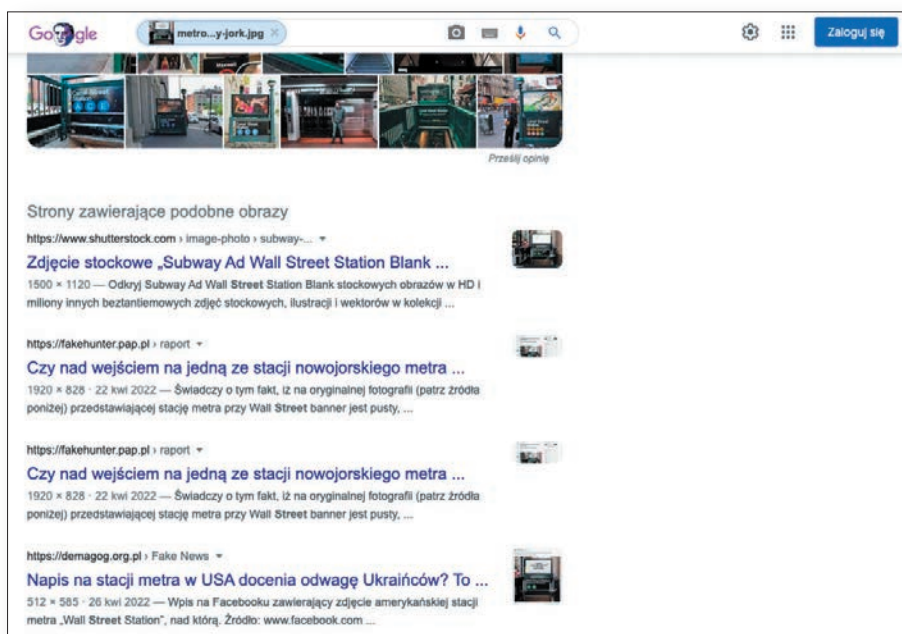 Google
metro...y-jork.jpg ×
Zaloguj się
Prześlij opinię
Strony zawierające podobne obrazy
https://www.shutterstock.com › image-photo › subway-...
Zdjęcie stockowe „Subway Ad Wall Street Station Blank ...
1500 × 1120 — Odkryj Subway Ad Wall Street Station Blank stockowych obrazów w HD i
miliony innych beztantiemowych zdjęć stockowych, ilustracji i wektorów w kolekcji ...
https://fakehunter.pap.pl › raport
Czy nad wejściem na jedną ze stacji nowojorskiego metra ...
1920 × 828 · 22 kwi 2022 — Świadczy o tym fakt, iż na oryginalnej fotografii (patrz źródła
poniżej) przedstawiającej stację metra przy Wall Street banner jest pusty, ...
https://fakehunter.pap.pl › raport
Czy nad wejściem na jedną ze stacji nowojorskiego metra ...
1920 × 828 · 22 kwi 2022 — Świadczy o tym fakt, iż na oryginalnej fotografii (patrz źródła
poniżej) przedstawiającej stację metra przy Wall Street banner jest pusty, ...
https://demagog.org.pl › Fake News
Napis na stacji metra w USA docenia odwagę Ukraińców? To ...
512 × 585 · 26 kwi 2022 — Wpis na Facebooku zawierający zdjęcie amerykańskiej stacji
metra „Wall Street Station", nad którą. Źródło: www.facebook.com ...